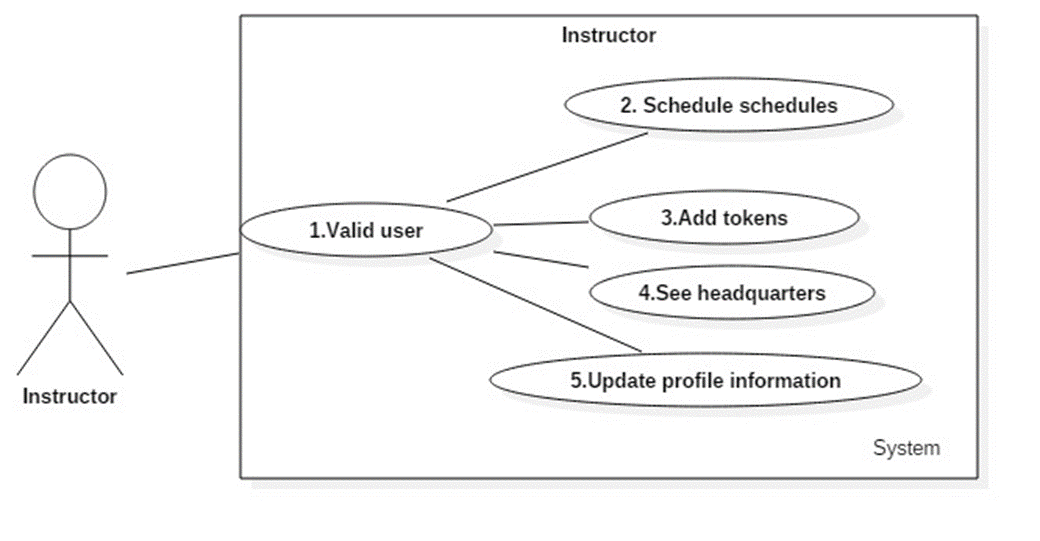 Instructor
2. Schedule schedules
1.Valid user
3.Add tokens
4.See headquarters
5.Update profile information
Instructor
System